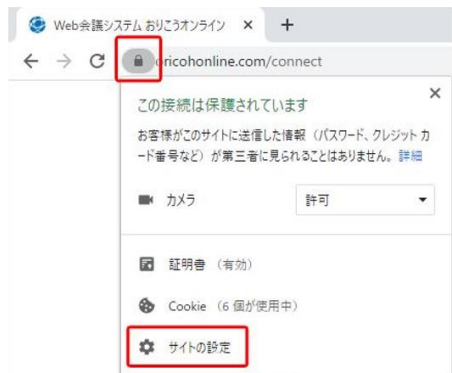 Web会議システム おりこうオンライン
oricohonline.com/connect
この接続は保護されています
お客様がこのサイトに送信した情報（パスワード、クレジット カ
ード番号など）が第三者に見られることはありません。 詳細
カメラ 許可
証明書 （有効）
Cookie （6 個が使用中）
サイトの設定